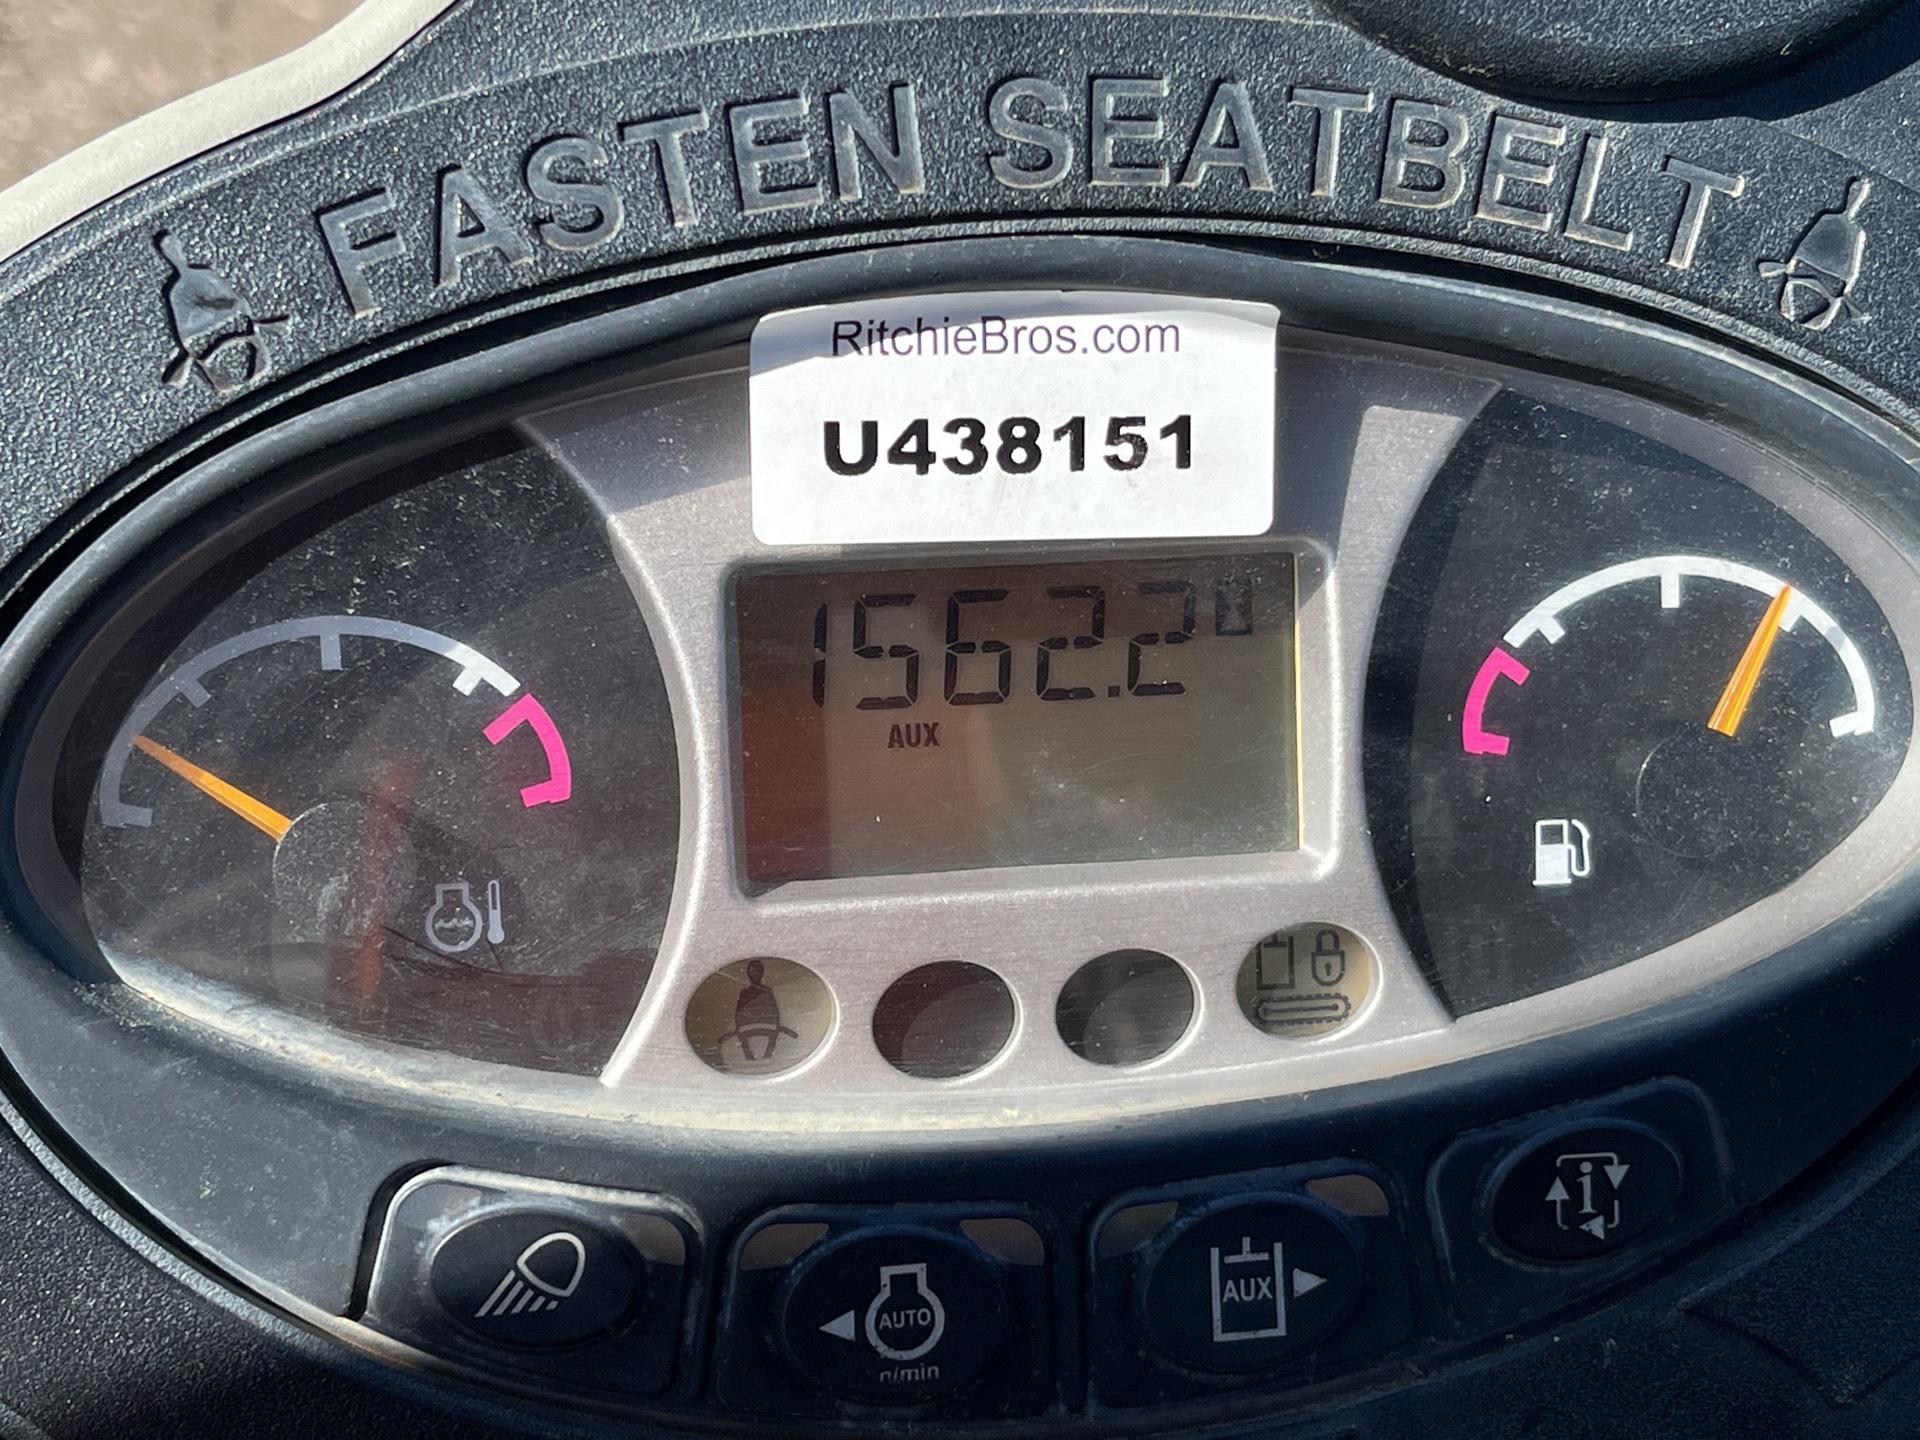 FASTEN SEATBELT
RitchieBros.com
U438151
1562.2
AUX
AUTO
n/min
AUX
i